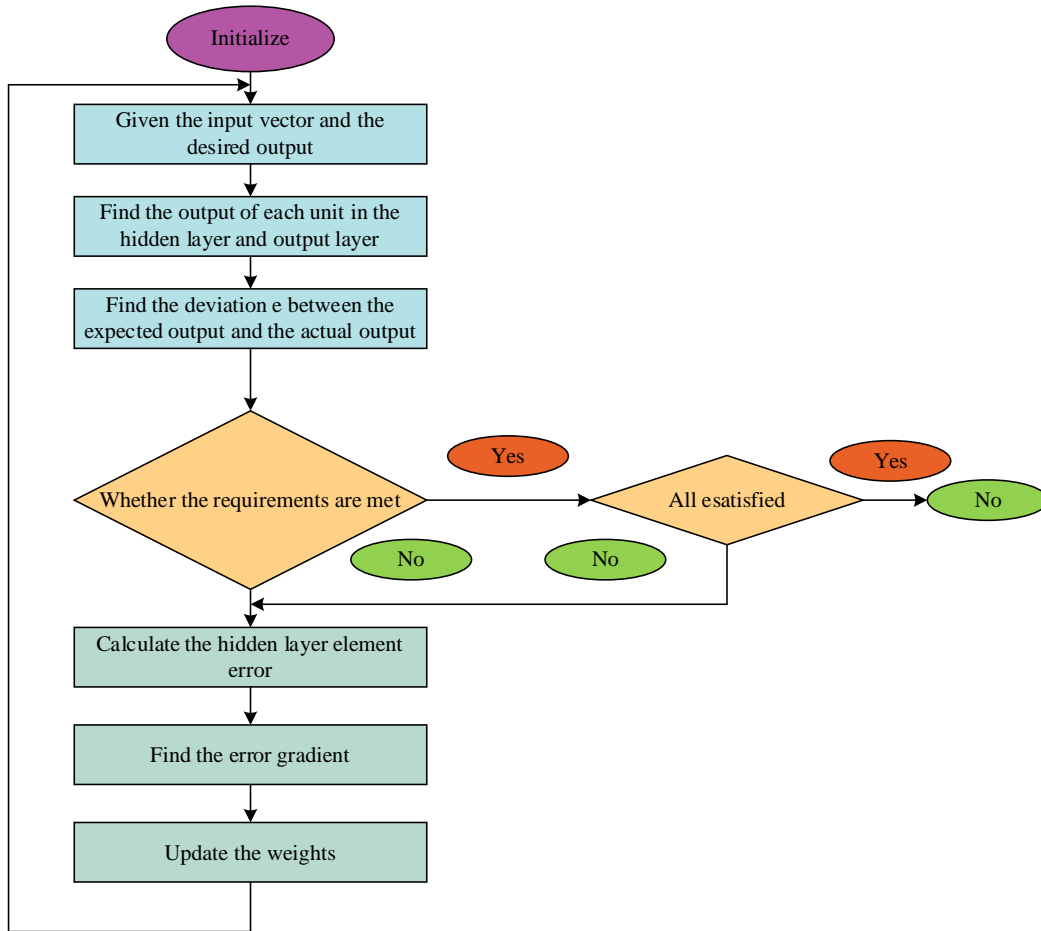 Initialize
Given the input vector and the
desired output
Find the output of each unit in the
hidden layer and output layer
Find the deviation e between the
expected output and the actual output
Whether the requirements are met
Yes
All esatisfied
Yes
No
No
No
Calculate the hidden layer element
error
Find the error gradient
Update the weights